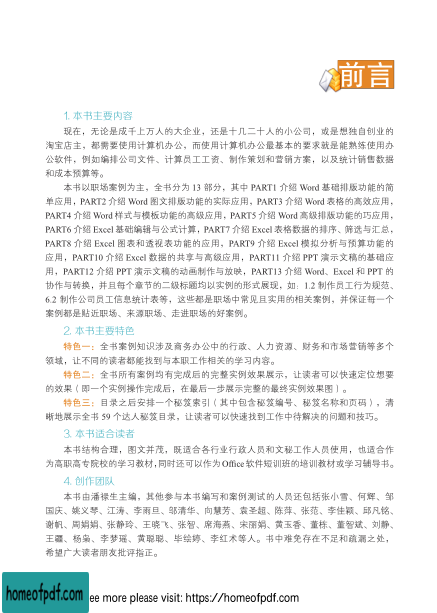 前言
1. 本书主要内容
现在，无论是成千上万人的大企业，还是十几二十人的小公司，或是想独自创业的
淘宝店主，都需要使用计算机办公，而使用计算机办公最基本的要求就是能熟练使用办
公软件，例如编排公司文件、计算员工工资、制作策划和营销方案，以及统计销售数据
和成本预算等。
本书以职场案例为主，全书分为 13 部分，其中 PART1 介绍 Word 基础排版功能的简
单应用，PART2 介绍 Word 图文排版功能的实际应用，PART3 介绍 Word 表格的高效应用，
PART4 介绍 Word 样式与模板功能的高级应用，PART5 介绍 Word 高级排版功能的巧应用，
PART6 介绍 Excel 基础编辑与公式计算，PART7 介绍 Excel 表格数据的排序、筛选与汇总，
PART8 介绍 Excel 图表和透视表功能的应用，PART9 介绍 Excel 模拟分析与预算功能的
应用，PART10 介绍 Excel 数据的共享与高级应用，PART11 介绍 PPT 演示文稿的基础应
用，PART12 介绍 PPT 演示文稿的动画制作与放映，PART13 介绍 Word、Excel 和 PPT 的
协作与转换，并且每个章节的二级标题均以实例的形式展现，如：1.2 制作员工行为规范、
6.2 制作公司员工信息统计表等，这些都是职场中常见且实用的相关案例，并保证每一个
案例都是贴近职场、来源职场、走进职场的好案例。
2. 本书主要特色
特色一：全书案例知识涉及商务办公中的行政、人力资源、财务和市场营销等多个
领域，让不同的读者都能找到与本职工作相关的学习内容。
特色二：全书所有案例均有完成后的完整实例效果展示，让读者可以快速定位想要
的效果（即一个实例操作完成后，在最后一步展示完整的最终实例效果图）。
特色三：目录之后安排一个秘笈索引（其中包含秘笈编号、秘笈名称和页码），清
晰地展示全书 59 个达人秘笈目录，让读者可以快速找到工作中待解决的问题和技巧。
3. 本书适合读者
本书结构合理，图文并茂，既适合各行业行政人员和文秘工作人员使用，也适合作
为高职高专院校的学习教材，同时还可以作为 Office 软件短训班的培训教材或学习辅导书。
4. 创作团队
本书由潘禄生主编，其他参与本书编写和案例测试的人员还包括张小雪、何辉、邹
国庆、姚义琴、江涛、李雨旦、邬清华、向慧芳、袁圣超、陈萍、张范、李佳颖、邱凡铭、
谢帆、周娟娟、张静玲、王晓飞、张智、席海燕、宋丽娟、黄玉香、董栋、董智斌、刘静、
王疆、杨枭、李梦瑶、黄聪聪、毕绘婷、李红术等人。书中难免存在不足和疏漏之处，
希望广大读者朋友批评指正。
homeofpdf.com
ee more please visit: https://homeofpdf.com